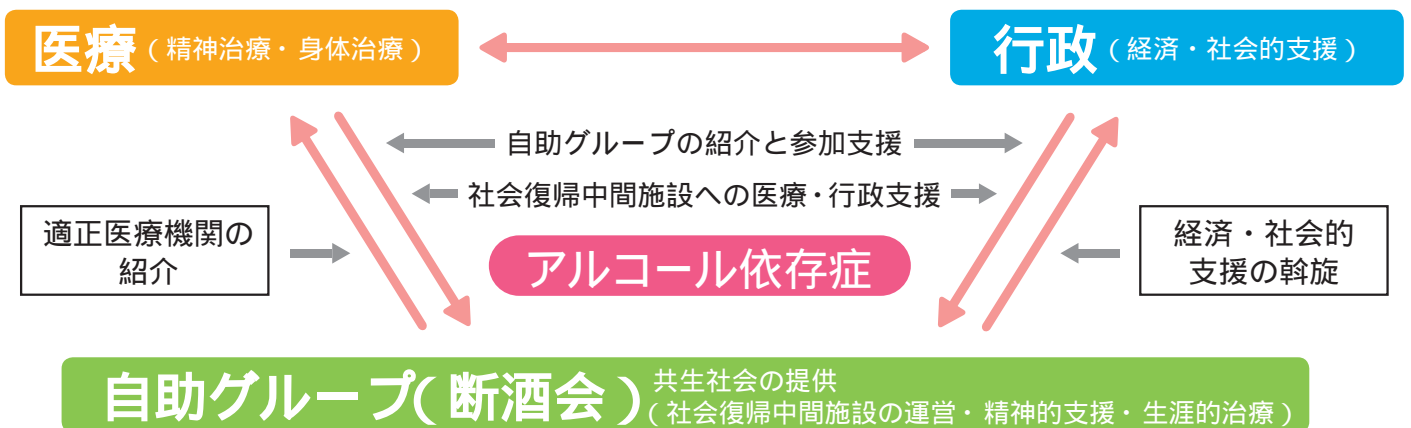 医療(精神治療・身体治療)
行政(経済・社会的支援)
自助グループの紹介と参加支援
社会復帰中間施設への医療・行政支援
適正医療機関の
紹介
アルコール依存症
経済・社会的
支援の斡旋
自助グループ(断酒会)
共生社会の提供
(社会復帰中間施設の運営・精神的支援・生涯的治療)